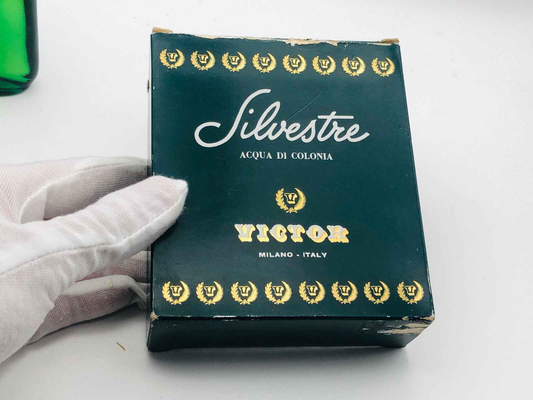 V V V V V V V V
Silvestre
ACQUA DI COLONIA
V
VICTOR
MILANO - ITALY
V V V V V V V V